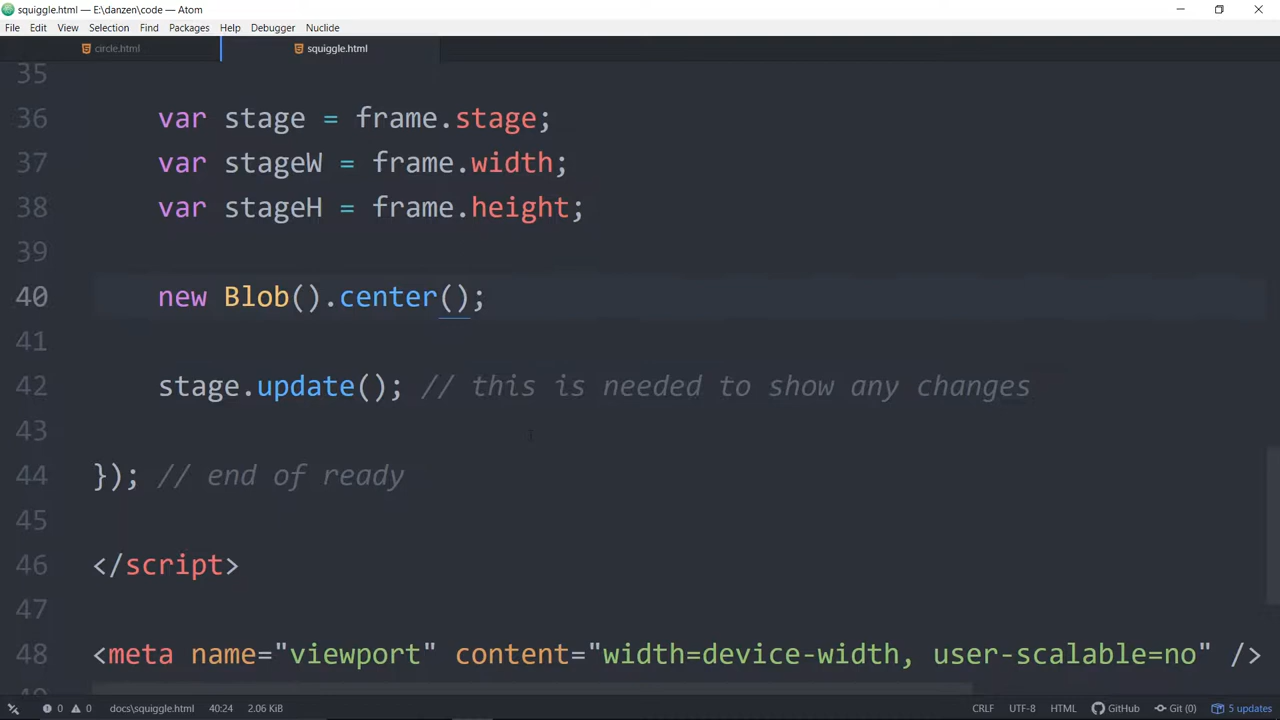 squiggle.html — E:\danzen\code — Atom
File Edit View Selection Find Packages Help Debugger Nuclide
circle.html squiggle.html
35
36 var stage = frame.stage;
37 var stageW = frame.width;
38 var stageH = frame.height;
39
40 new Blob().center();
41
42 stage.update(); // this is needed to show any changes
43
44 }); // end of ready
45
46 </script>
47
48 <meta name="viewport" content="width=device-width, user-scalable=no" />
49
0 0 docs\squiggle.html 40:24 2.06 KiB CRLF UTF-8 HTML GitHub Git (0) 5 updates